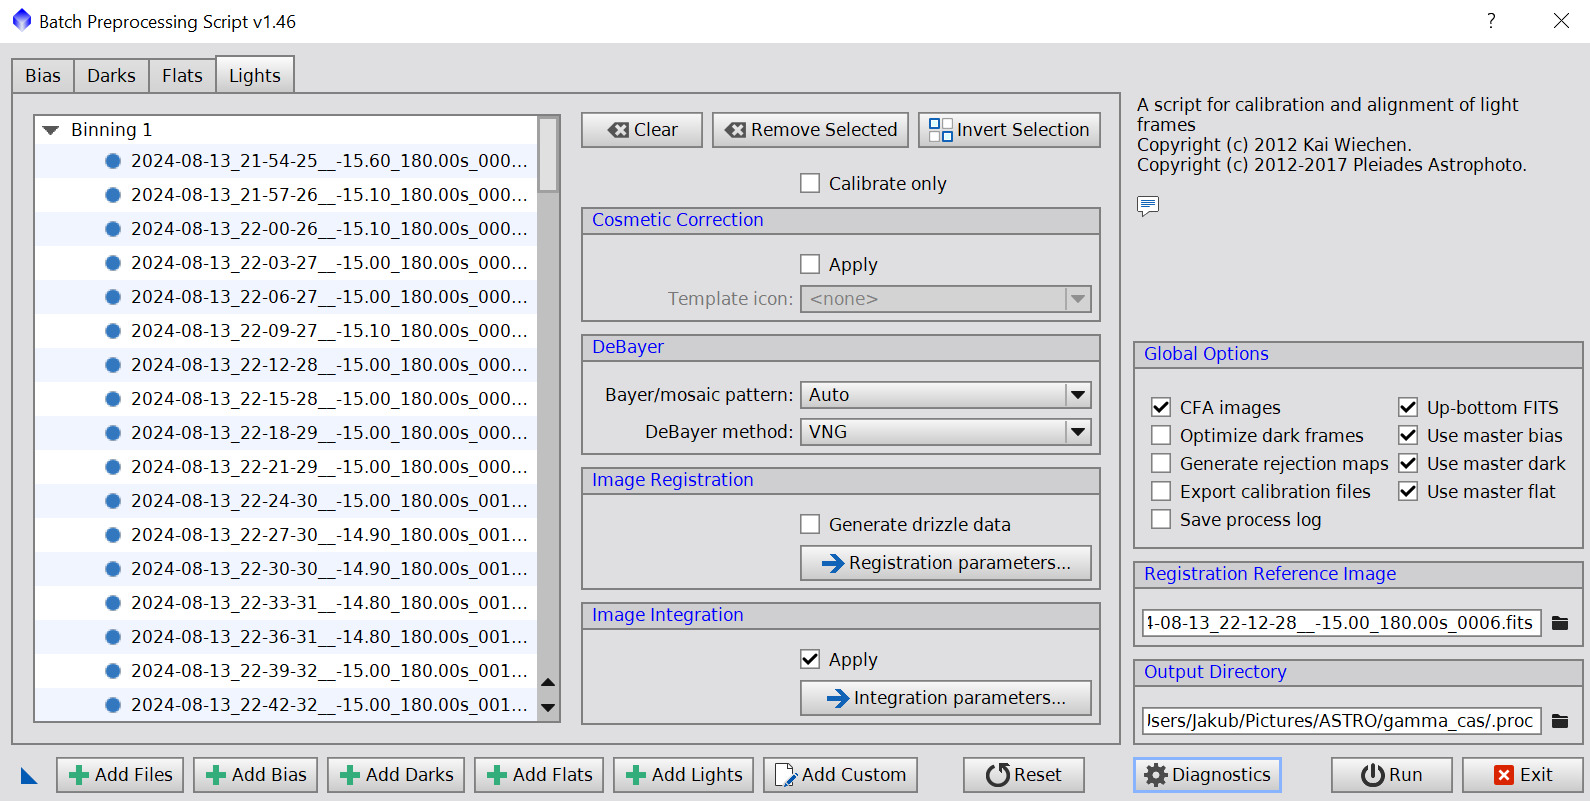 Batch Preprocessing Script v1.46
?
Bias
Darks
Flats
Lights
Binning 1
2024-08-13_21-54-25__-15.60_180.00s_000...
2024-08-13_21-57-26__-15.10_180.00s_000...
2024-08-13_22-00-26__-15.10_180.00s_000...
2024-08-13_22-03-27__-15.00_180.00s_000...
2024-08-13_22-06-27__-15.00_180.00s_000...
2024-08-13_22-09-27__-15.10_180.00s_000...
2024-08-13_22-12-28__-15.00_180.00s_000...
2024-08-13_22-15-28__-15.00_180.00s_000...
2024-08-13_22-18-29__-15.00_180.00s_000...
2024-08-13_22-21-29__-15.00_180.00s_000...
2024-08-13_22-24-30__-15.00_180.00s_001...
2024-08-13_22-27-30__-14.90_180.00s_001...
2024-08-13_22-30-30__-14.90_180.00s_001...
2024-08-13_22-33-31__-14.80_180.00s_001...
2024-08-13_22-36-31__-14.80_180.00s_001...
2024-08-13_22-39-32__-15.00_180.00s_001...
2024-08-13_22-42-32__-15.00_180.00s_001...
Clear
Remove Selected
Invert Selection
Calibrate only
Cosmetic Correction
Apply
Template icon: <none>
DeBayer
Bayer/mosaic pattern: Auto
DeBayer method: VNG
Image Registration
Generate drizzle data
Registration parameters...
Image Integration
Apply
Integration parameters...
A script for calibration and alignment of light
frames
Copyright (c) 2012 Kai Wiechen.
Copyright (c) 2012-2017 Pleiades Astrophoto.
Global Options
CFA images
Optimize dark frames
Generate rejection maps
Export calibration files
Save process log
Up-bottom FITS
Use master bias
Use master dark
Use master flat
Registration Reference Image
4-08-13_22-12-28__-15.00_180.00s_0006.fits
Output Directory
Users/Jakub/Pictures/ASTRO/gamma_cas/.proc
Add Files
Add Bias
Add Darks
Add Flats
Add Lights
Add Custom
Reset
Diagnostics
Run
Exit